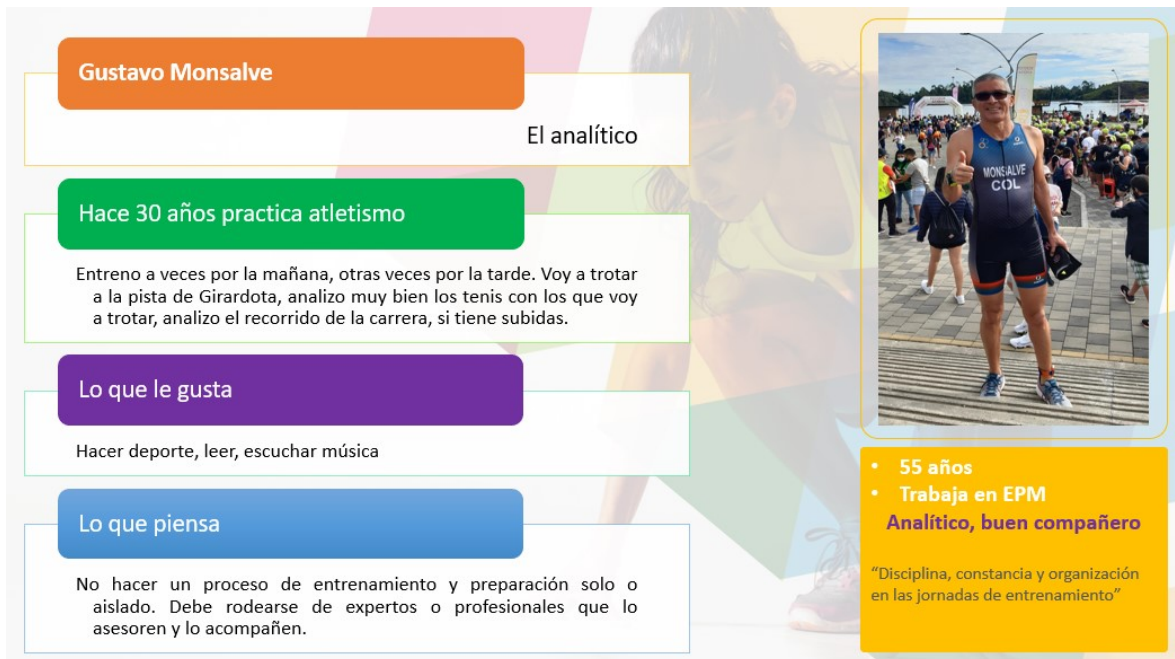 Gustavo Monsalve
El analítico
Hace 30 años practica atletismo
Entreno a veces por la mañana, otras veces por la tarde. Voy a trotar
a la pista de Girardota, analizo muy bien los tenis con los que voy
a trotar, analizo el recorrido de la carrera, si tiene subidas.
Lo que le gusta
Hacer deporte, leer, escuchar música
Lo que piensa
No hacer un proceso de entrenamiento y preparación solo o
aislado. Debe rodearse de expertos o profesionales que lo
asesoren y lo acompañen.
MONSALVE
COL
• 55 años
• Trabaja en EPM
Analítico, buen compañero
“Disciplina, constancia y organización
en las jornadas de entrenamiento”